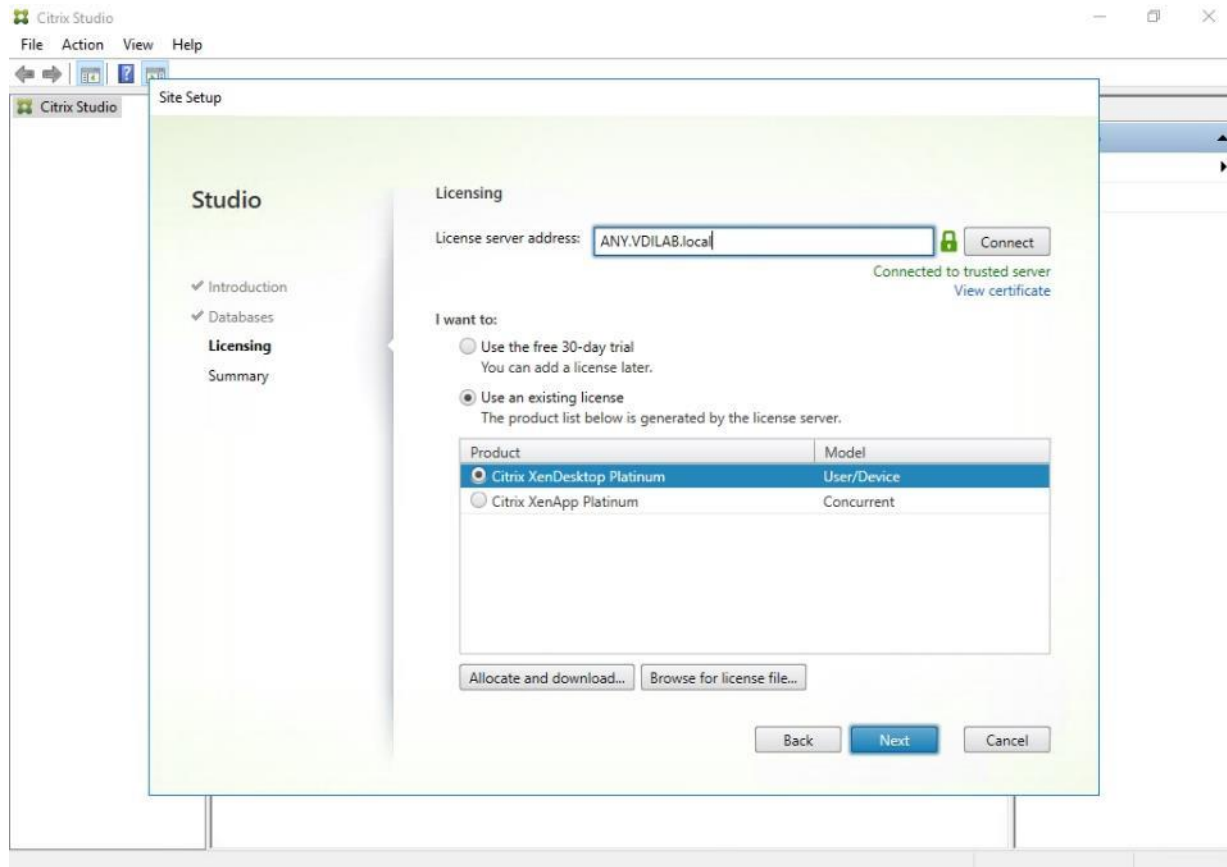 Citrix Studio
File Action View Help
Citrix Studio
Site Setup
Studio
✔ Introduction
✔ Databases
Licensing
Summary
Licensing
License server address: ANY.VDILAB.local Connect
Connected to trusted server
View certificate
I want to:
Use the free 30-day trial
You can add a license later.
Use an existing license
The product list below is generated by the license server.
Product Model
Citrix XenDesktop Platinum User/Device
Citrix XenApp Platinum Concurrent
Allocate and download... Browse for license file...
Back Next Cancel